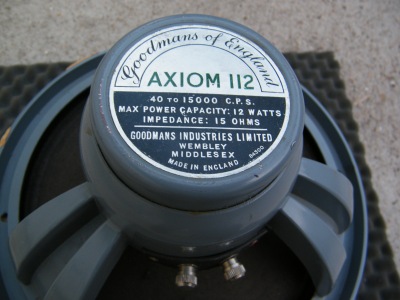 Goodmans of England
AXIOM 112
40 TO 15000 C.P.S.
MAX POWER CAPACITY: 12 WATTS
IMPEDANCE: 15 OHMS
GOODMANS INDUSTRIES LIMITED
WEMBLEY
MIDDLESEX
MADE IN ENGLAND